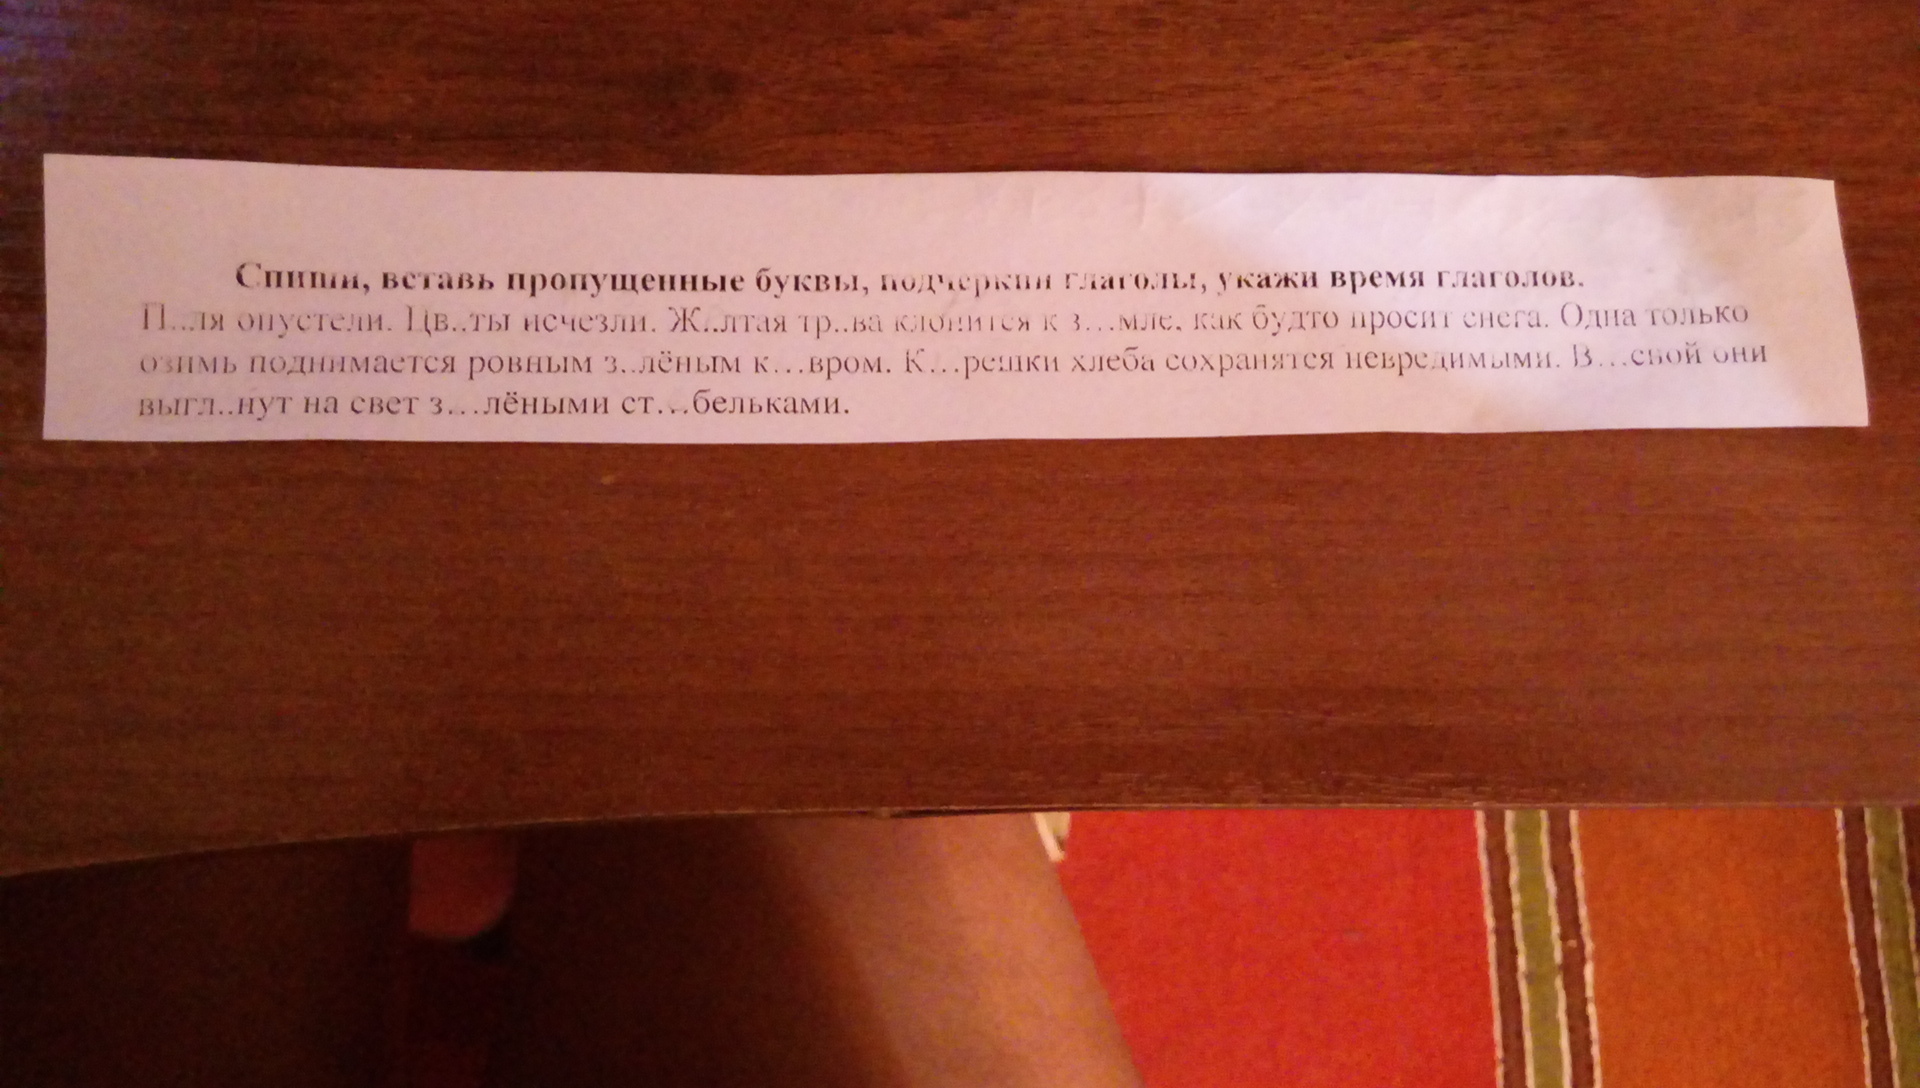 Спиши, вставь пропущенные буквы, подчеркни глаголы, укажи время глаголов.
П...ля опустели. Цв..ты исчезли. Ж..лтая тр..ва клонится к з...мле, как будто просит снега. Одна только
озимь поднимается ровным з..лёным к...вром. К...решки хлеба сохранятся невредимыми. В...сной они
выгл..нут на свет з...лёными ст...бельками.